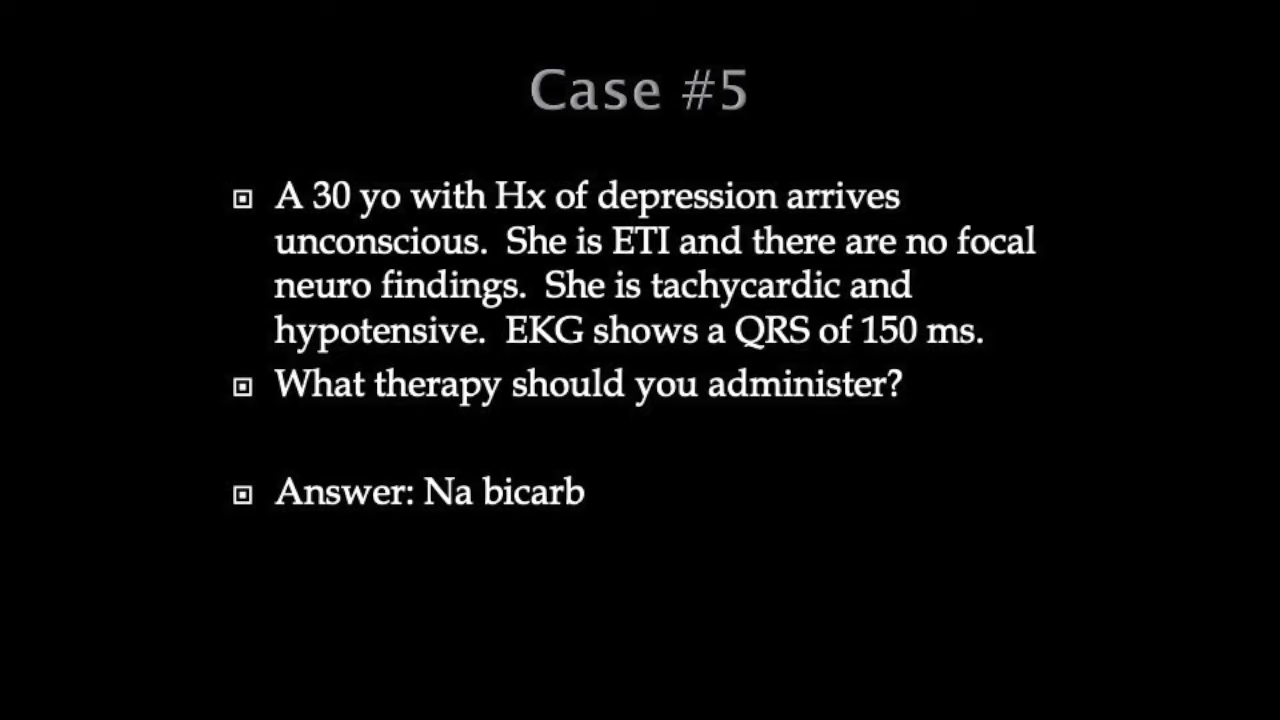 Case #5
A 30 yo with Hx of depression arrives
unconscious. She is ETI and there are no focal
neuro findings. She is tachycardic and
hypotensive. EKG shows a QRS of 150 ms.
What therapy should you administer?
Answer: Na bicarb